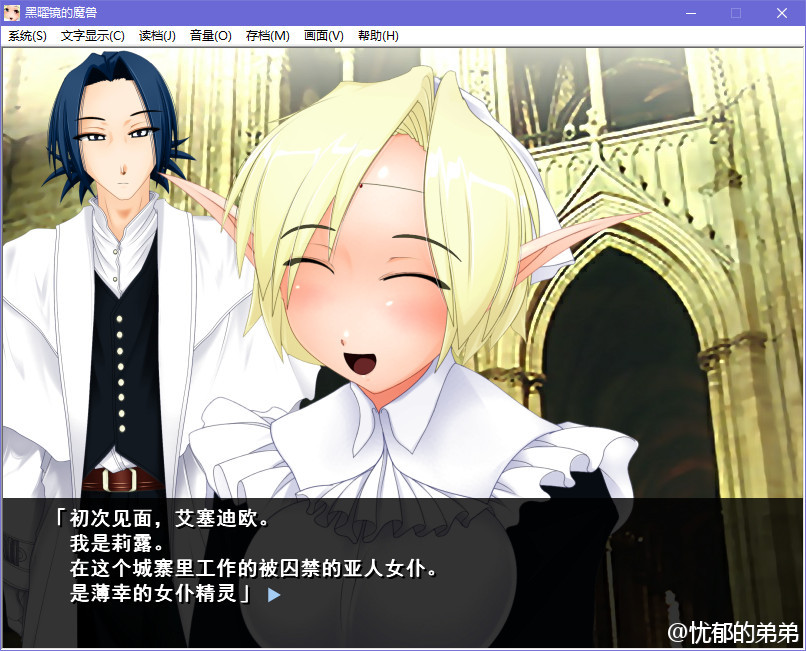 黑曜镜的魔兽
系统(S) 文字显示(C) 读档(J) 音量(O) 存档(M) 画面(V) 帮助(H)
「初次见面，艾塞迪欧。
我是莉露。
在这个城寨里工作的被囚禁的亚人女仆。
是薄幸的女仆精灵」
@忧郁的弟弟